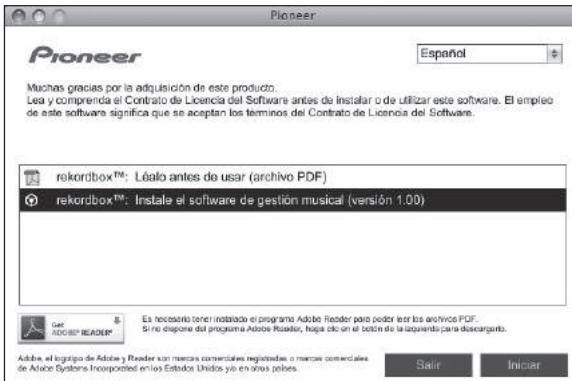 Pioneer
Pioneer
Español
Muchas gracias por la adquisición de este producto.
Lea y comprenda el Contrato de Licencia del Software antes de instalar o de utilizar este software. El empleo
de este software significa que se aceptan los términos del Contrato de Licencia del Software.
rekordbox™: Léalo antes de usar (archivo PDF)
rekordbox™: Instale el software de gestión musical (versión 1.00)
Get
ADOBE® READER®
Es necesario tener instalado el programa Adobe Reader para poder leer los archivos PDF.
Si no dispone del programa Adobe Reader, haga clic en el botón de la izquierda para descargarlo.
Adobe, el logotipo de Adobe y Reader son marcas comerciales registradas o marcas comerciales
de Adobe Systems Incorporated en los Estados Unidos y/o en otros países.
Salir
Iniciar